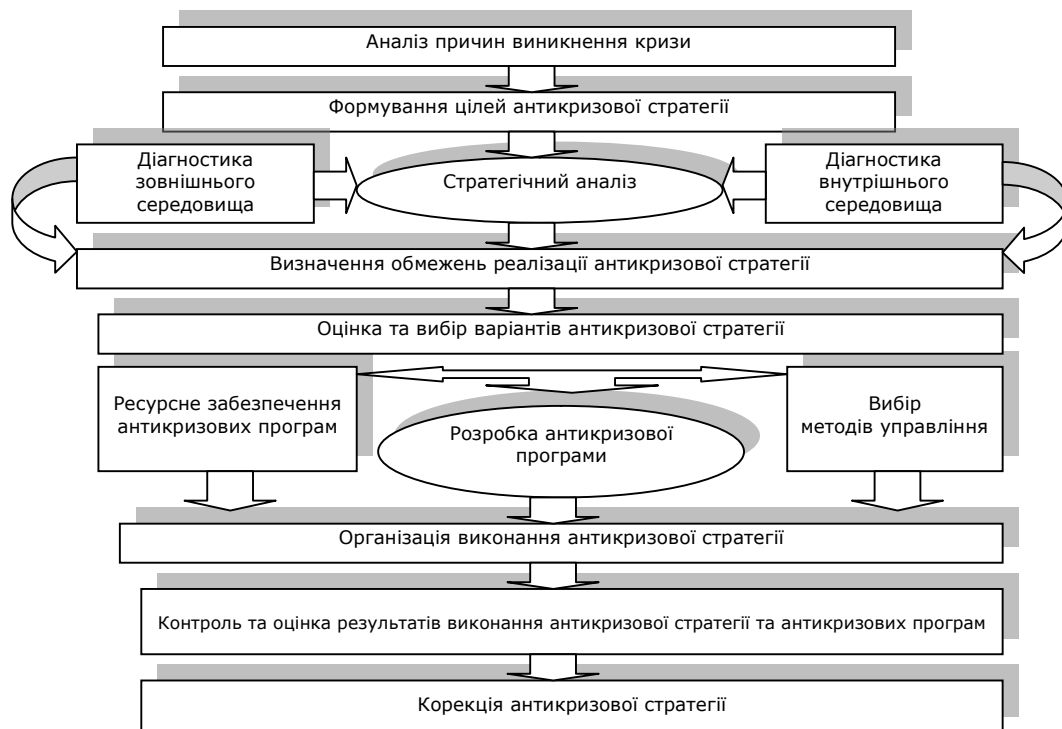 Аналіз причин виникнення кризи
Формування цілей антикризової стратегії
Діагностика
зовнішнього
середовища
Стратегічний аналіз
Діагностика
внутрішнього
середовища
Визначення обмежень реалізації антикризової стратегії
Оцінка та вибір варіантів антикризової стратегії
Ресурсне забезпечення
антикризових програм
Розробка антикризової
програми
Вибір
методів управління
Організація виконання антикризової стратегії
Контроль та оцінка результатів виконання антикризової стратегії та антикризових програм
Корекція антикризової стратегії